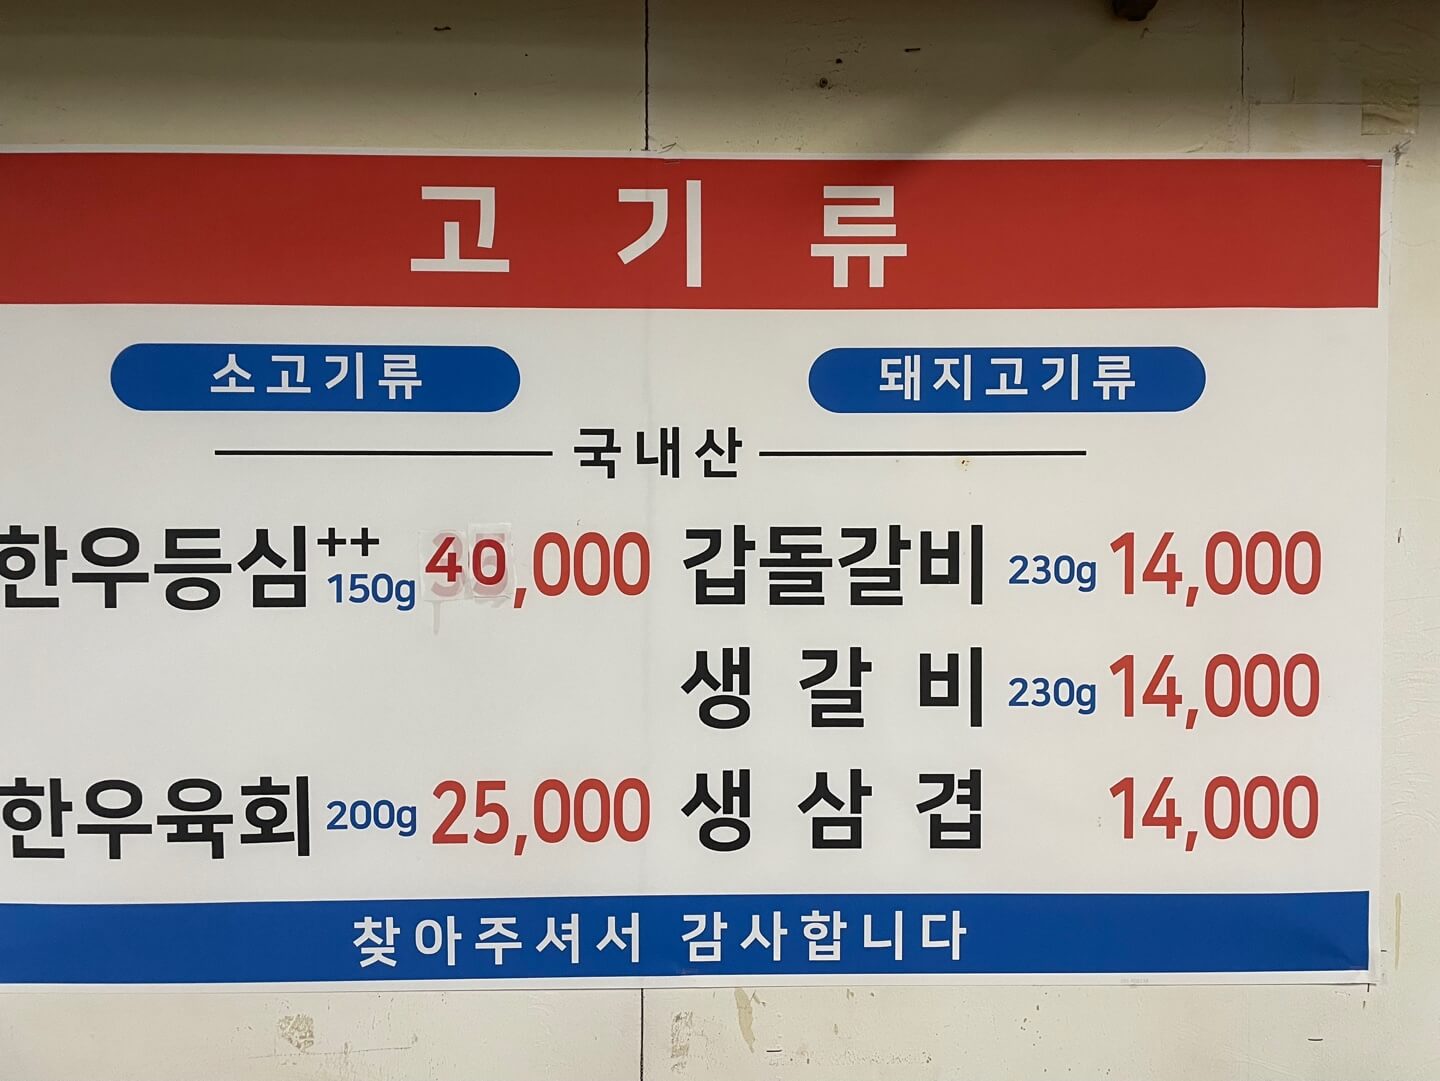 고기류
소고기류 돼지고기류
국내산
한우등심++ 150g 40,000 갑돌갈비 230g 14,000
생갈비 230g 14,000
한우육회 200g 25,000 생삼겹 14,000
찾아주셔서 감사합니다